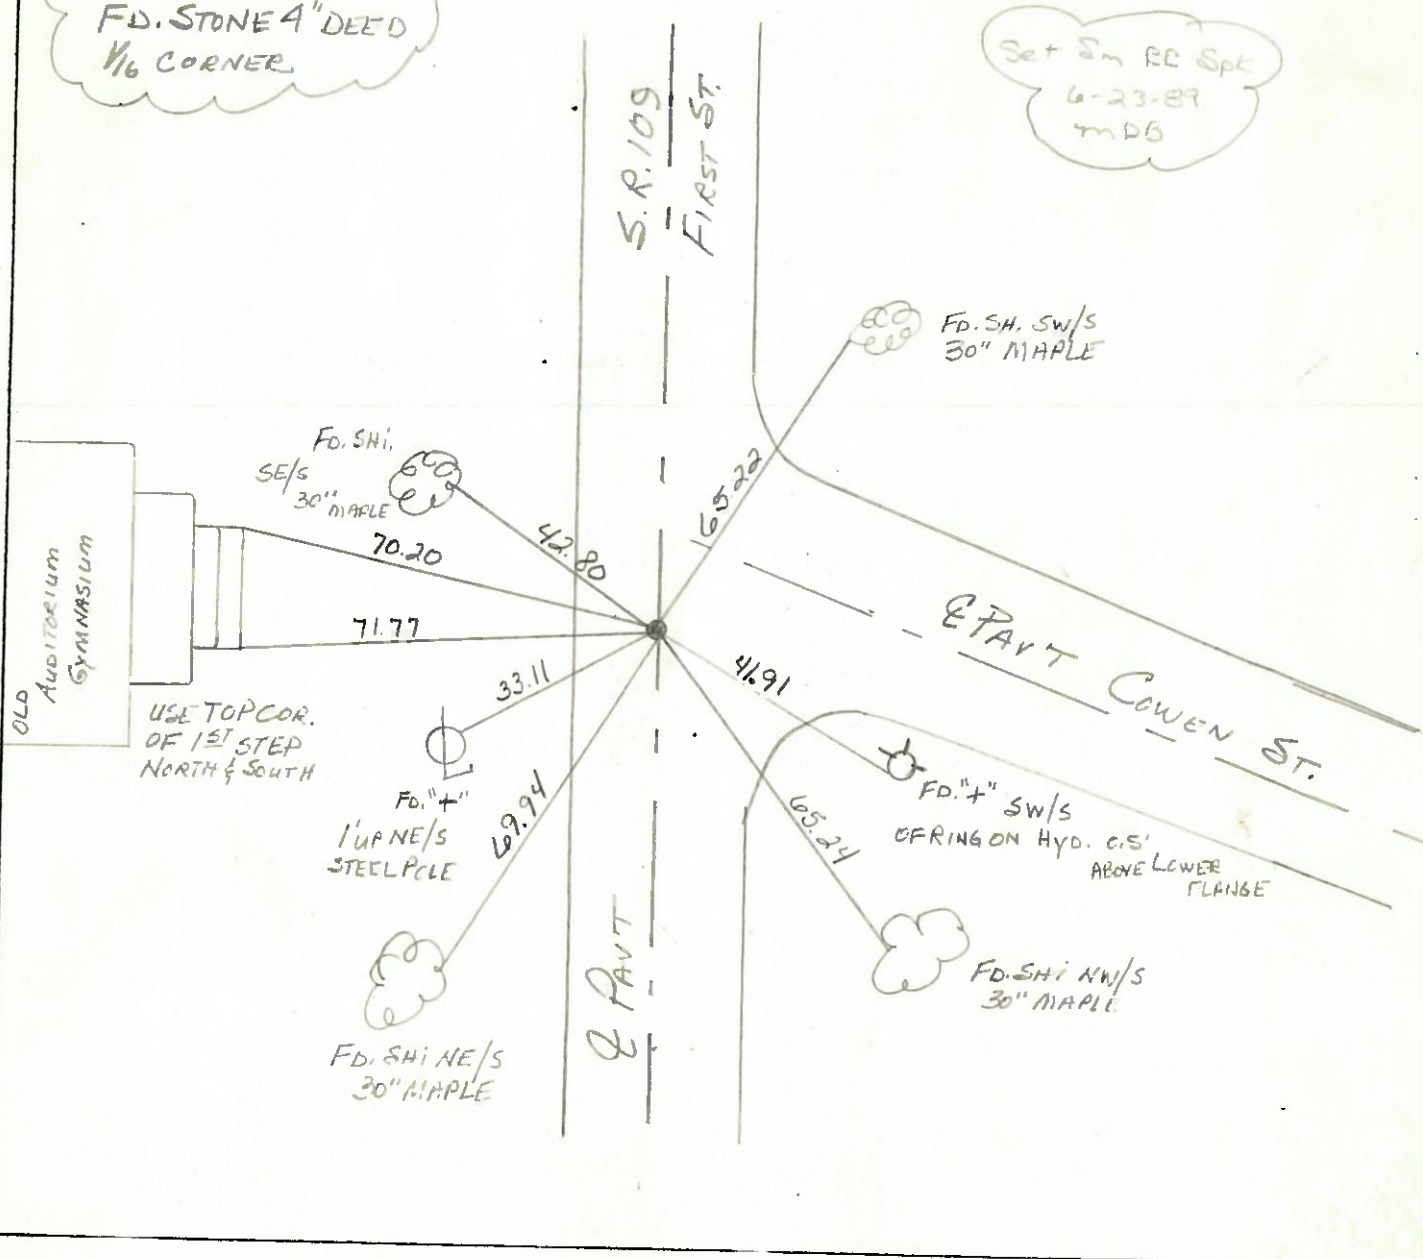 FD. STONE 4" DEED
1/16 CORNER
Set Sm RR Spk
6-23-89
MDB
S.R. 109
FIRST ST.
FD. SH. SW/S
30" MAPLE
FD. SHi.
SE/S
30" MAPLE
65.22
42.80
70.20
71.77
33.11
41.91
69.94
65.24
OLD
AUDITORIUM
GYMNASIUM
USE TOP COR.
OF 1ST STEP
NORTH & SOUTH
℄ PAVT COWEN ST.
FD. "+"
1' UP NE/S
STEEL POLE
FD. "+" SW/S
OF RING ON HYD. 0.5'
ABOVE LOWER
FLANGE
℄ PAVT
FD. SHi NW/S
30" MAPLE
FD. SHi NE/S
30" MAPLE